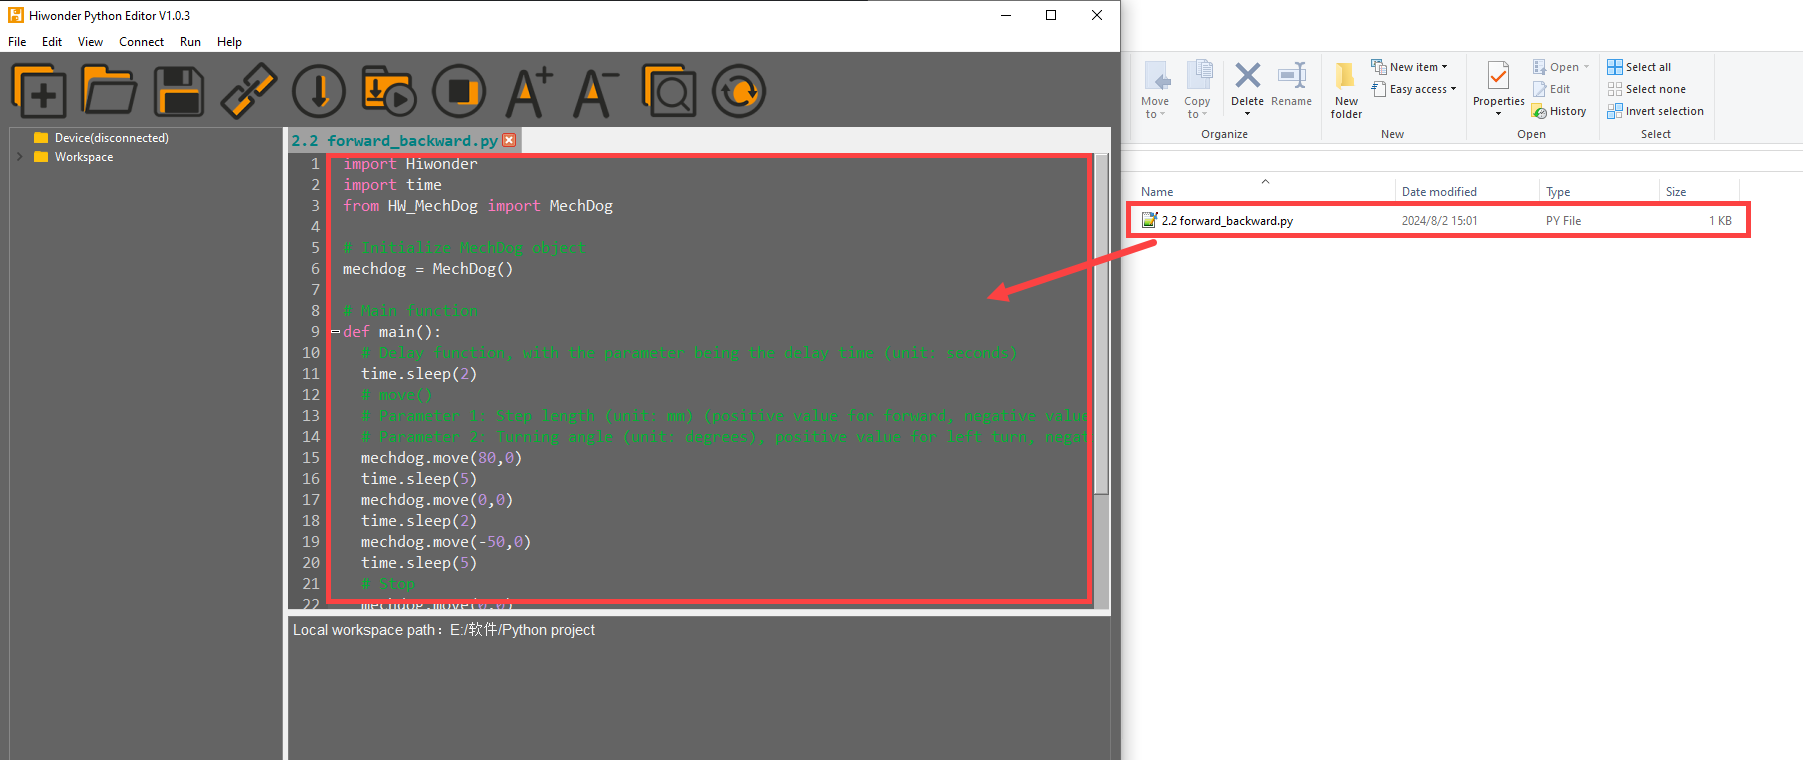 Hiwonder Python Editor V1.0.3
File Edit View Connect Run Help
Device(disconnected)
Workspace
2.2 forward_backward.py
1 import Hiwonder
2 import time
3 from HW_MechDog import MechDog
4
5 # Initialize MechDog object
6 mechdog = MechDog()
7
8 # Main function
9 def main():
10 # Delay function, with the parameter being the delay time (unit: seconds)
11 time.sleep(2)
12 # move()
13 # Parameter 1: Step length (unit: mm) (positive value for forward, negative value
14 # Parameter 2: Turning angle (unit: degrees), positive value for left turn, negat
15 mechdog.move(80,0)
16 time.sleep(5)
17 mechdog.move(0,0)
18 time.sleep(2)
19 mechdog.move(-50,0)
20 time.sleep(5)
21 # Stop
22 mechdog.move(0,0)
Local workspace path：E:/软件/Python project
Move to
Copy to
Delete
Rename
Organize
New folder
New item
Easy access
New
Properties
Open
Edit
History
Open
Select all
Select none
Invert selection
Select
Name Date modified Type Size
2.2 forward_backward.py 2024/8/2 15:01 PY File 1 KB